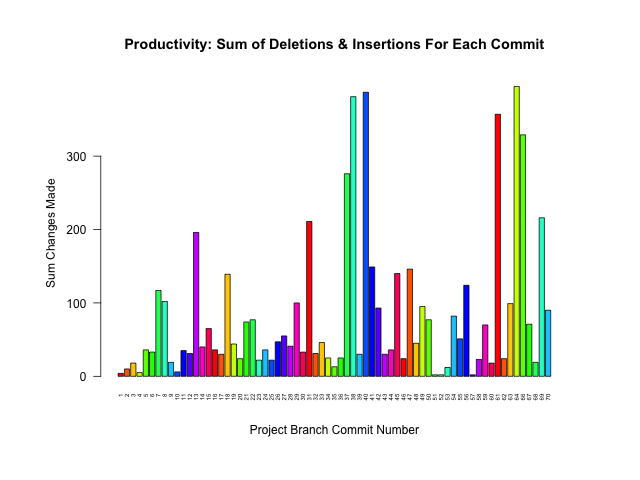 Productivity: Sum of Deletions & Insertions For Each Commit
Sum Changes Made
300
200
100
0
1 2 3 4 5 6 7 8 9 10 11 12 13 14 15 16 17 18 19 20 21 22 23 24 25 26 27 28 29 30 31 32 33 34 35 36 37 38 39 40 41 42 43 44 45 46 47 48 49 50 51 52 53 54 55 56 57 58 59 60 61 62 63 64 66 67 68 69 70
Project Branch Commit Number